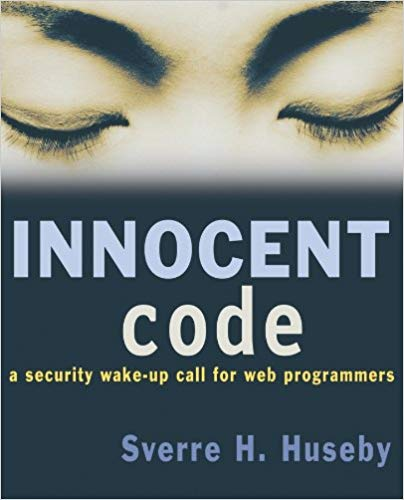 INNOCENT
code
a security wake-up call for web programmers
Sverre H. Huseby